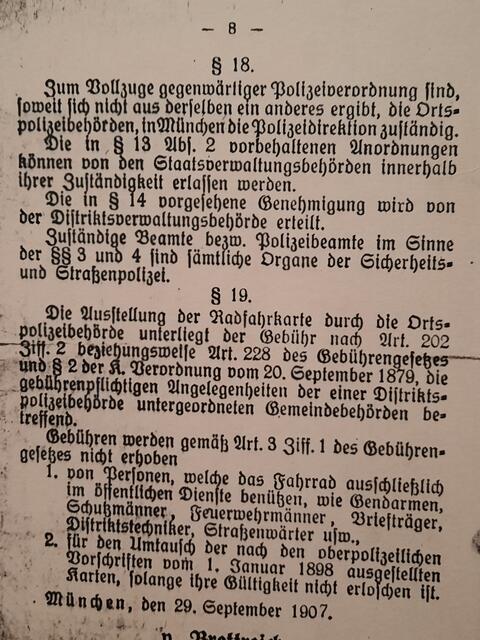 — 8 —
§ 18.
Zum Vollzuge gegenwärtiger Polizeiverordnung sind,
soweit sich nicht aus derselben ein anderes ergibt, die Orts-
polizeibehörden, in München die Polizeidirektion zuständig.
Die in § 13 Abs. 2 vorbehaltenen Anordnungen
können von den Staatsverwaltungsbehörden innerhalb
ihrer Zuständigkeit erlassen werden.
Die in § 14 vorgesehene Genehmigung wird von
der Distriktsverwaltungsbehörde erteilt.
Zuständige Beamte bezw. Polizeibeamte im Sinne
der §§ 3 und 4 sind sämtliche Organe der Sicherheits-
und Straßenpolizei.
§ 19.
Die Ausstellung der Radfahrkarte durch die Orts-
polizeibehörde unterliegt der Gebühr nach Art. 202
Ziff. 2 beziehungsweise Art. 228 des Gebührengesetzes
und § 2 der K. Verordnung vom 20. September 1879, die
gebührenpflichtigen Angelegenheiten der einer Distrikts-
polizeibehörde untergeordneten Gemeindebehörden be-
treffend.
Gebühren werden gemäß Art. 3 Ziff. 1 des Gebühren-
gesetzes nicht erhoben
1. von Personen, welche das Fahrrad ausschließlich
im öffentlichen Dienste benützen, wie Gendarmen,
Schutzmänner, Feuerwehrmänner, Briefträger,
Distriktstechniker, Straßenwärter usw.,
2. für den Umtausch der nach den oberpolizeilichen
Vorschriften vom 1. Januar 1898 ausgestellten
Karten, solange ihre Gültigkeit nicht erloschen ist.
München, den 29. September 1907.